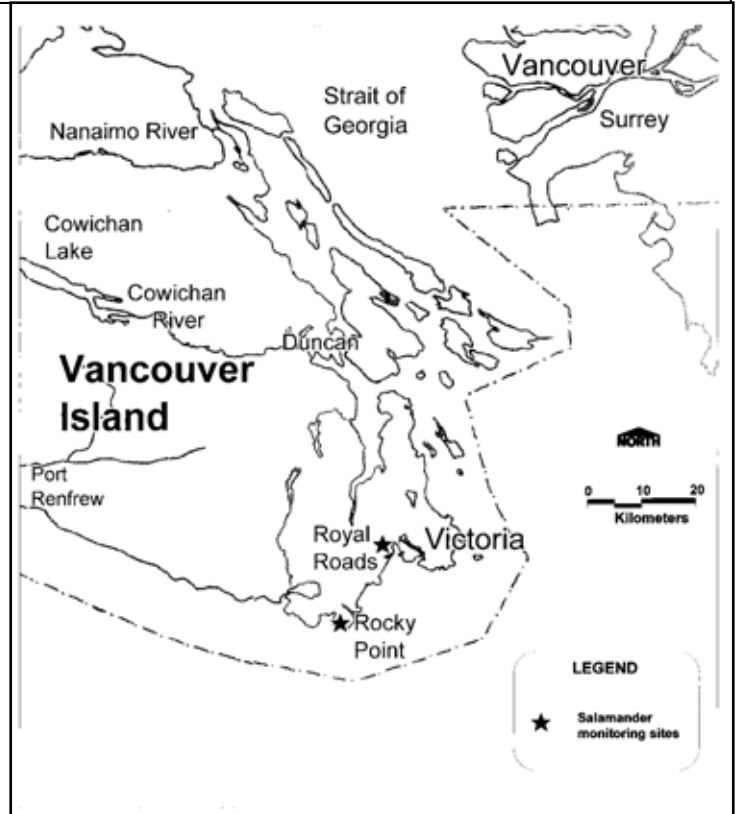 Vancouver
Strait of
Georgia
Surrey
Nanaimo River
Cowichan
Lake
Cowichan
River
Duncan
Vancouver
Island
NORTH
Port
Renfrew
0 10 20
Kilometers
Royal
Roads
Victoria
Rocky
Point
LEGEND
Salamander
monitoring sites